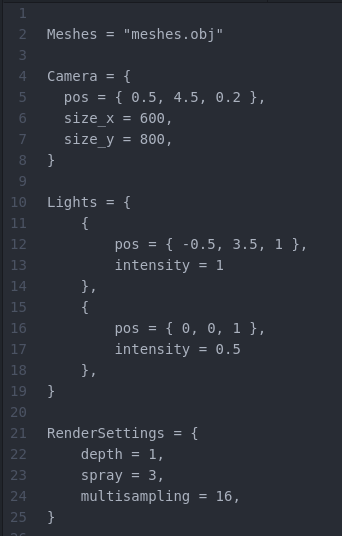 1
2 Meshes = "meshes.obj"
3
4 Camera = {
5   pos = { 0.5, 4.5, 0.2 },
6   size_x = 600,
7   size_y = 800,
8 }
9
10 Lights = {
11     {
12         pos = { -0.5, 3.5, 1 },
13         intensity = 1
14     },
15     {
16         pos = { 0, 0, 1 },
17         intensity = 0.5
18     },
19 }
20
21 RenderSettings = {
22     depth = 1,
23     spray = 3,
24     multisampling = 16,
25 }